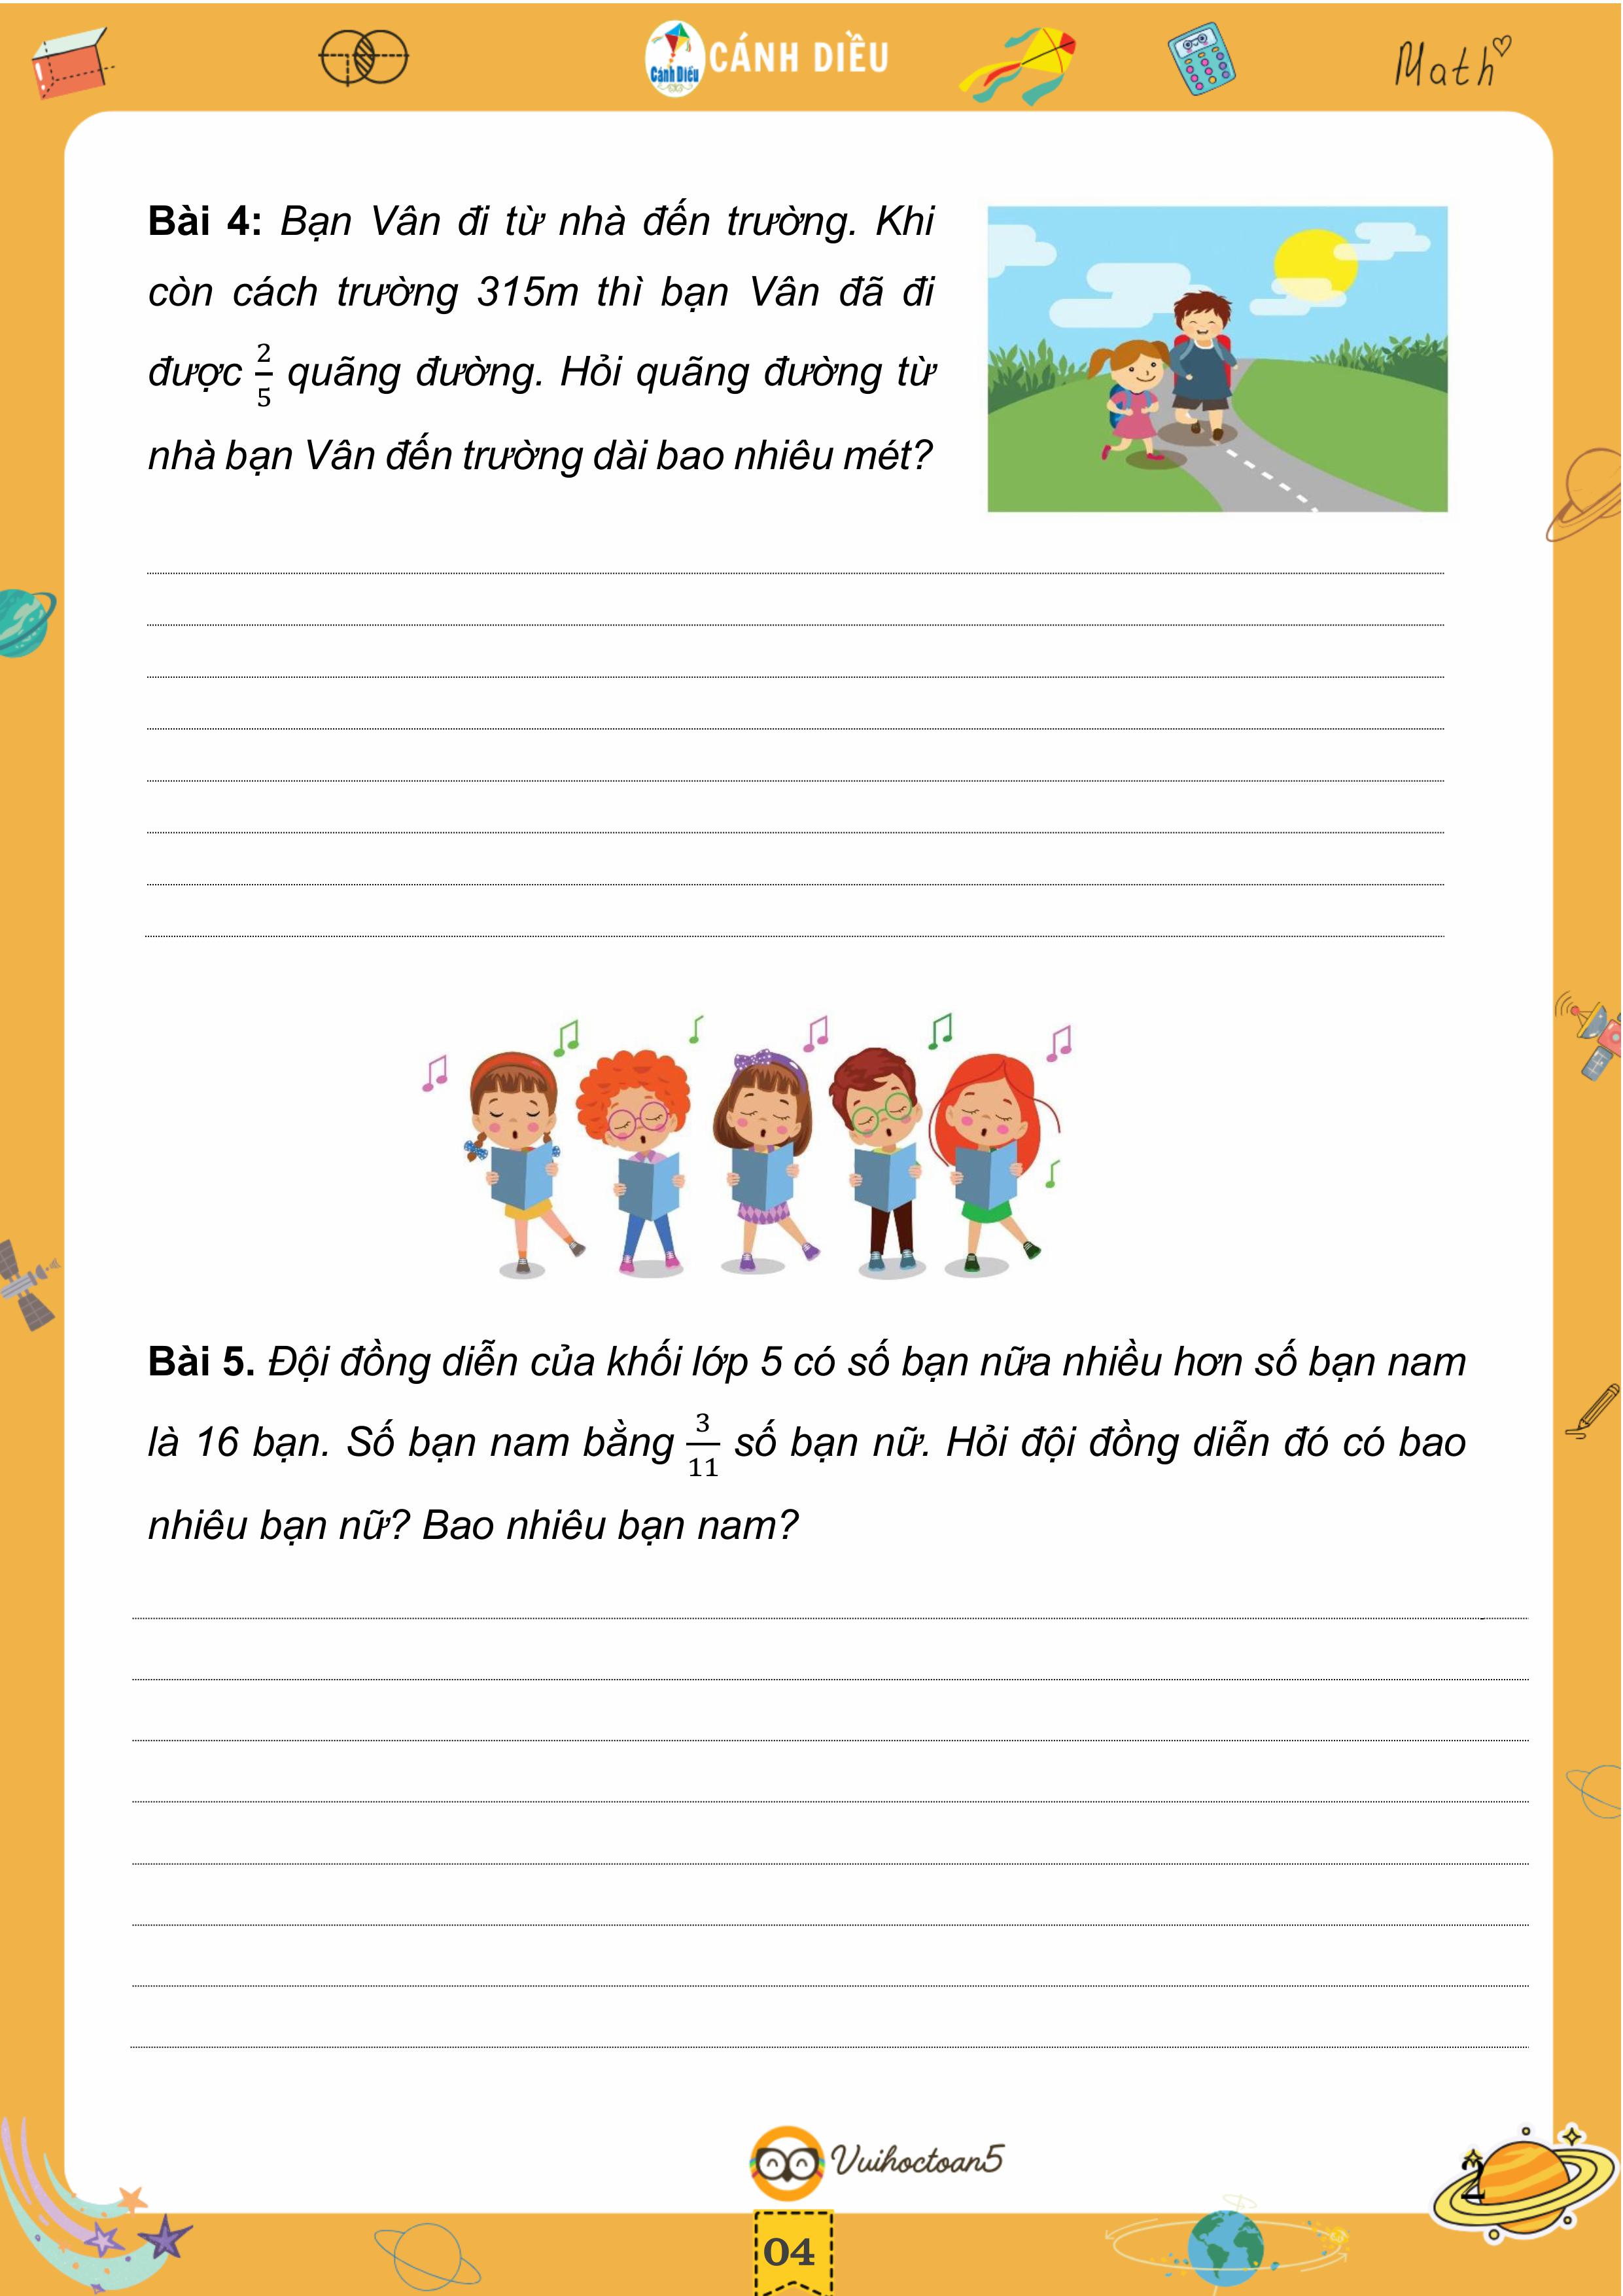 Cánh Diều CÁNH DIỀU
Math
Bài 4: Bạn Vân đi từ nhà đến trường. Khi
còn cách trường 315m thì bạn Vân đã đi
được 2/5 quãng đường. Hỏi quãng đường từ
nhà bạn Vân đến trường dài bao nhiêu mét?
Bài 5. Đội đồng diễn của khối lớp 5 có số bạn nữa nhiều hơn số bạn nam
là 16 bạn. Số bạn nam bằng 3/11 số bạn nữ. Hỏi đội đồng diễn đó có bao
nhiêu bạn nữ? Bao nhiêu bạn nam?
Vuihoctoan5
2
04